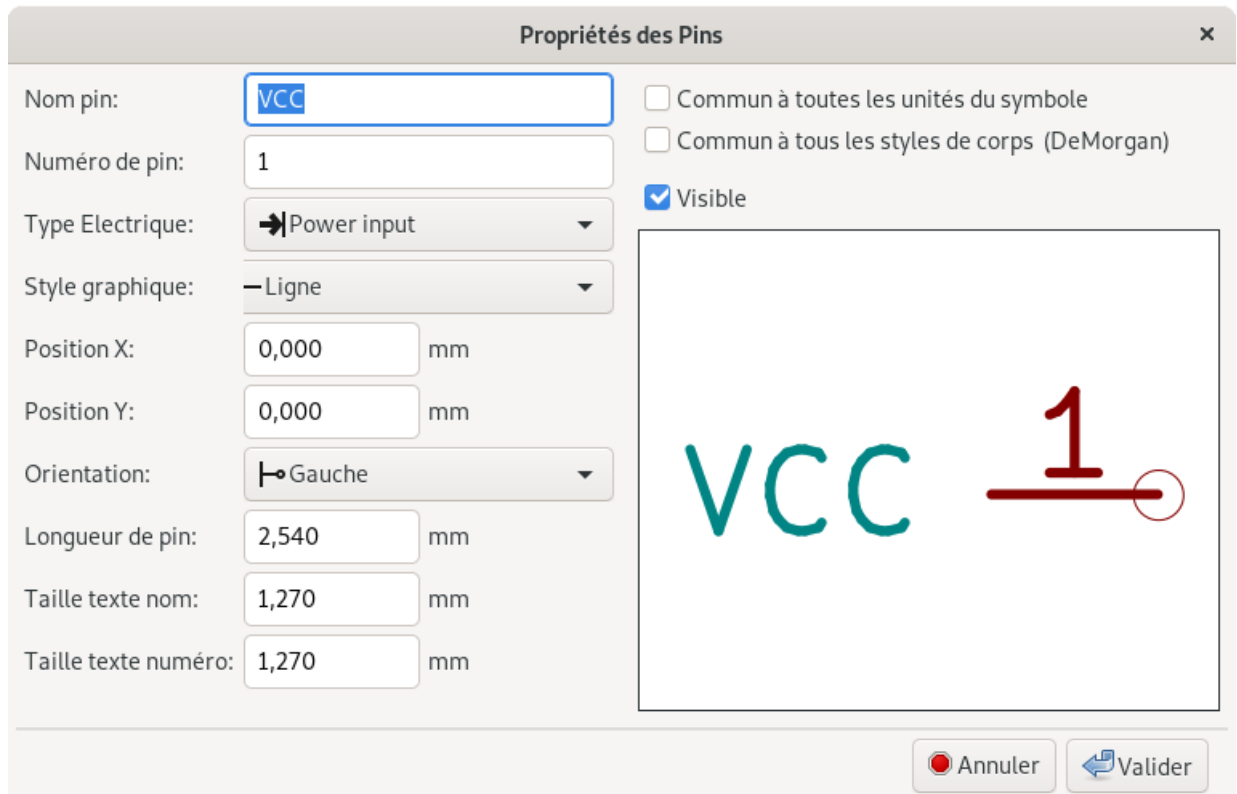 Propriétés des Pins
×
Nom pin: VCC
Numéro de pin: 1
Type Electrique: Power input
Style graphique: Ligne
Position X: 0,000 mm
Position Y: 0,000 mm
Orientation: Gauche
Longueur de pin: 2,540 mm
Taille texte nom: 1,270 mm
Taille texte numéro: 1,270 mm
Commun à toutes les unités du symbole
Commun à tous les styles de corps (DeMorgan)
Visible
1
VCC
Annuler Valider